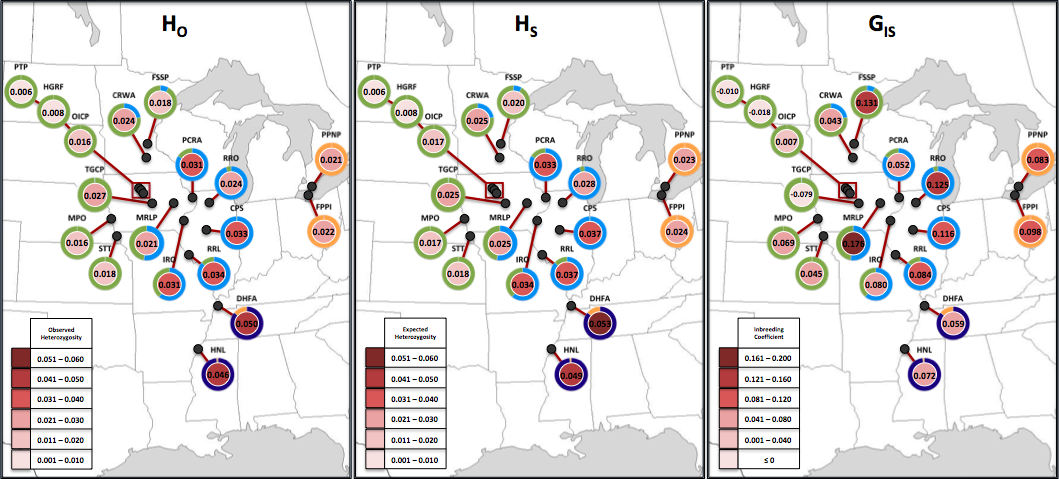 H_O
PTP
0.006
HGRF
0.008
OICP
0.016
CRWA
0.024
FSSP
0.018
PCRA
0.031
RRO
0.024
PPNP
0.021
TGCP
0.027
MPO
0.016
STT
0.018
MRLP
0.021
IRO
0.031
CPS
0.033
RRL
0.034
FPPI
0.022
DHFA
0.050
HNL
0.046
Observed
Heterozygosity
0.051 – 0.060
0.041 – 0.050
0.031 – 0.040
0.021 – 0.030
0.011 – 0.020
0.001 – 0.010
H_S
PTP
0.006
HGRF
0.008
OICP
0.017
CRWA
0.025
FSSP
0.020
PCRA
0.033
RRO
0.028
PPNP
0.023
TGCP
0.025
MPO
0.017
STT
0.018
MRLP
0.025
IRO
0.034
CPS
0.037
RRL
0.037
FPPI
0.024
DHFA
0.053
HNL
0.049
Expected
Heterozygosity
0.051 – 0.060
0.041 – 0.050
0.031 – 0.040
0.021 – 0.030
0.011 – 0.020
0.001 – 0.010
G_IS
PTP
-0.010
HGRF
-0.018
OICP
0.007
CRWA
0.043
FSSP
0.131
PCRA
0.052
RRO
0.125
PPNP
0.083
TGCP
-0.079
MPO
0.069
STT
0.045
MRLP
0.176
IRO
0.080
CPS
0.116
RRL
0.084
FPPI
0.098
DHFA
0.059
HNL
0.072
Inbreeding
Coefficient
0.161 – 0.200
0.121 – 0.160
0.081 – 0.120
0.041 – 0.080
0.001 – 0.040
≤ 0